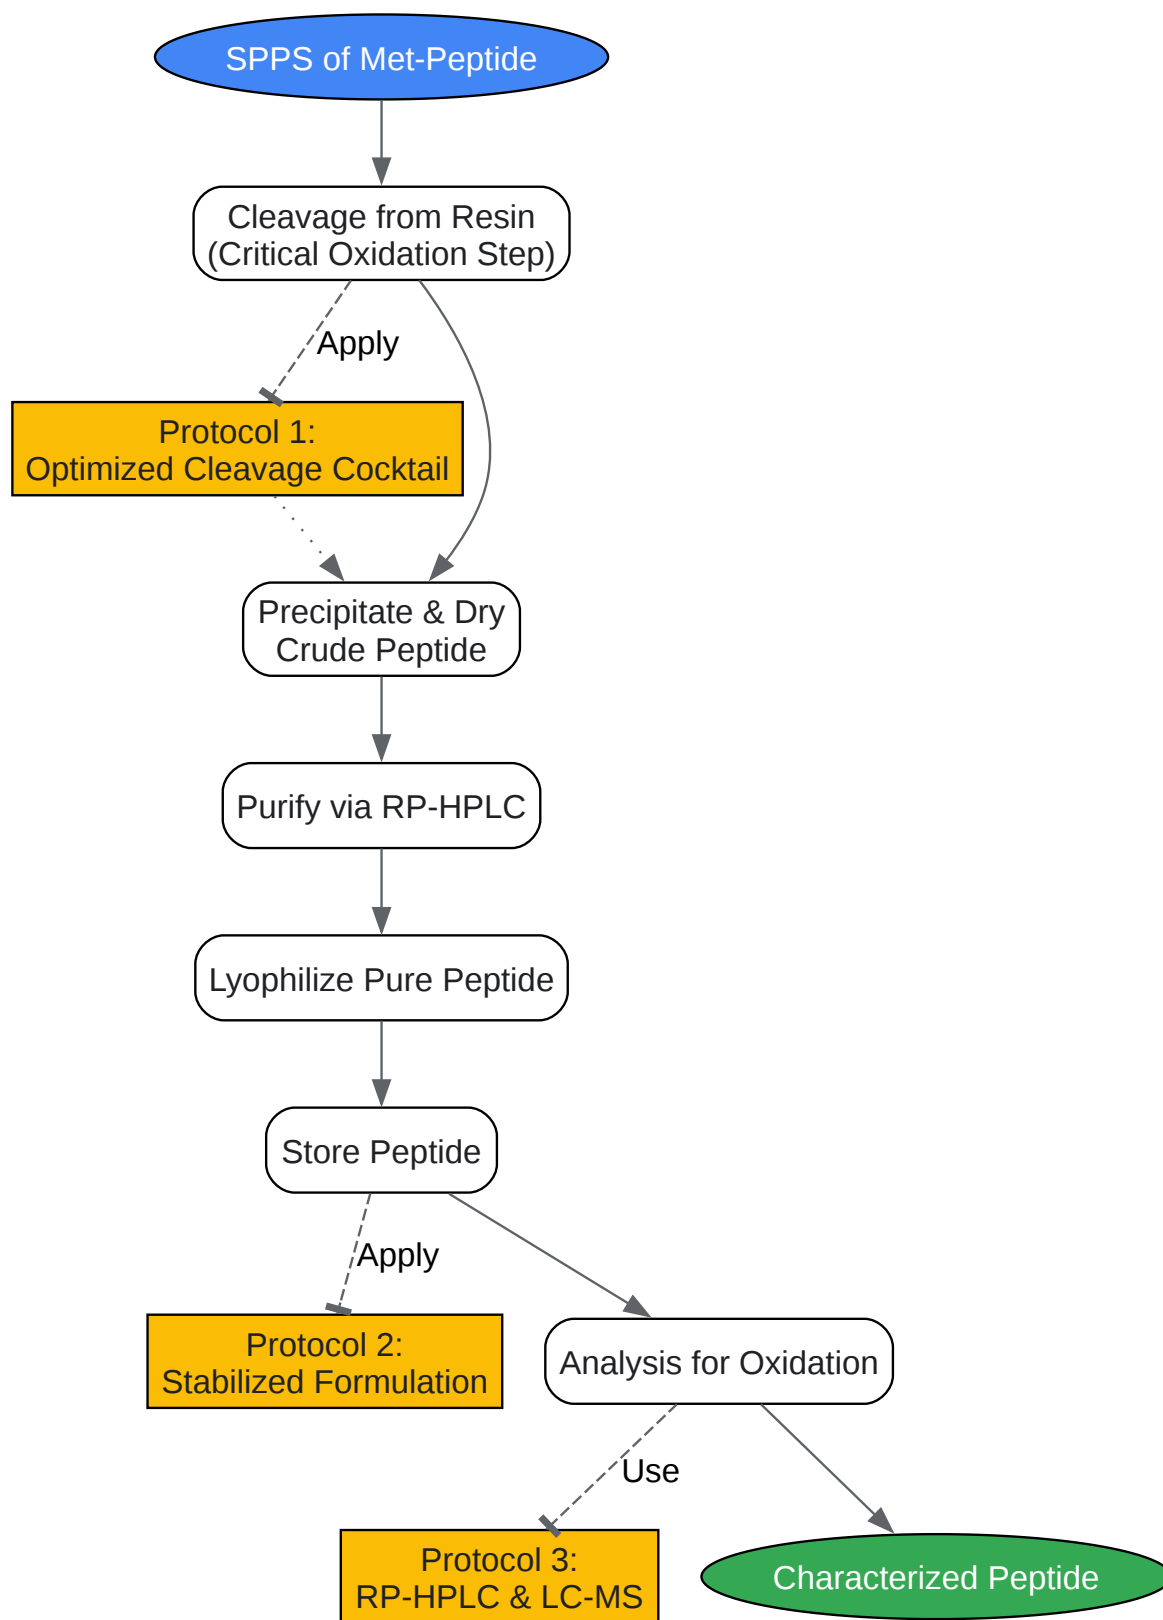 SPPS of Met-Peptide
Cleavage from Resin
(Critical Oxidation Step)
Apply
Protocol 1:
Optimized Cleavage Cocktail
Precipitate & Dry
Crude Peptide
Purify via RP-HPLC
Lyophilize Pure Peptide
Store Peptide
Apply
Protocol 2:
Stabilized Formulation
Analysis for Oxidation
Use
Protocol 3:
RP-HPLC & LC-MS
Characterized Peptide